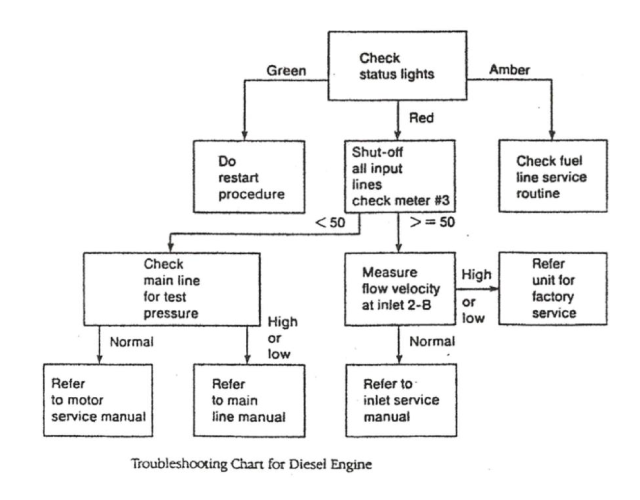 Check
status lights
Green
Amber
Red
Do
restart
procedure
Shut-off
all input
lines
check meter #3
Check fuel
line service
routine
< 50
> = 50
Check
main line
for test
pressure
Measure
flow velocity
at inlet 2-B
High
or
low
Refer
unit for
factory
service
Normal
High
or
low
Normal
Refer
to motor
service manual
Refer
to main
line manual
Refer to
inlet service
manual
Troubleshooting Chart for Diesel Engine